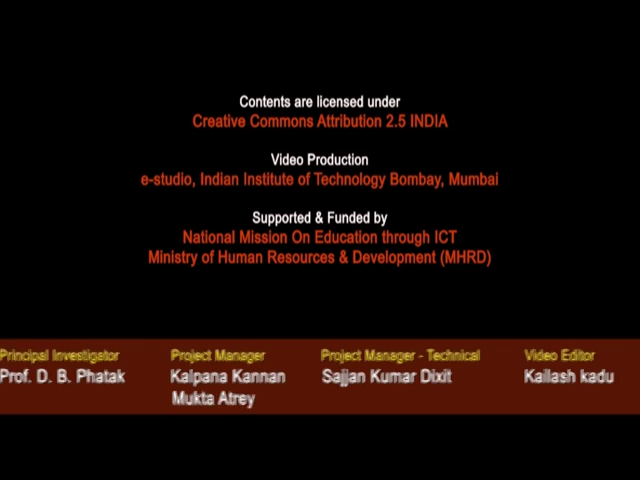 Contents are licensed under
Creative Commons Attribution 2.5 INDIA
Video Production
e-studio, Indian Institute of Technology Bombay, Mumbai
Supported & Funded by
National Mission On Education through ICT
Ministry of Human Resources & Development (MHRD)
Principal Investigator
Prof. D. B. Phatak
Project Manager
Kalpana Kannan
Mukta Atrey
Project Manager - Technical
Sajjan Kumar Dixit
Video Editor
Kailash kadu